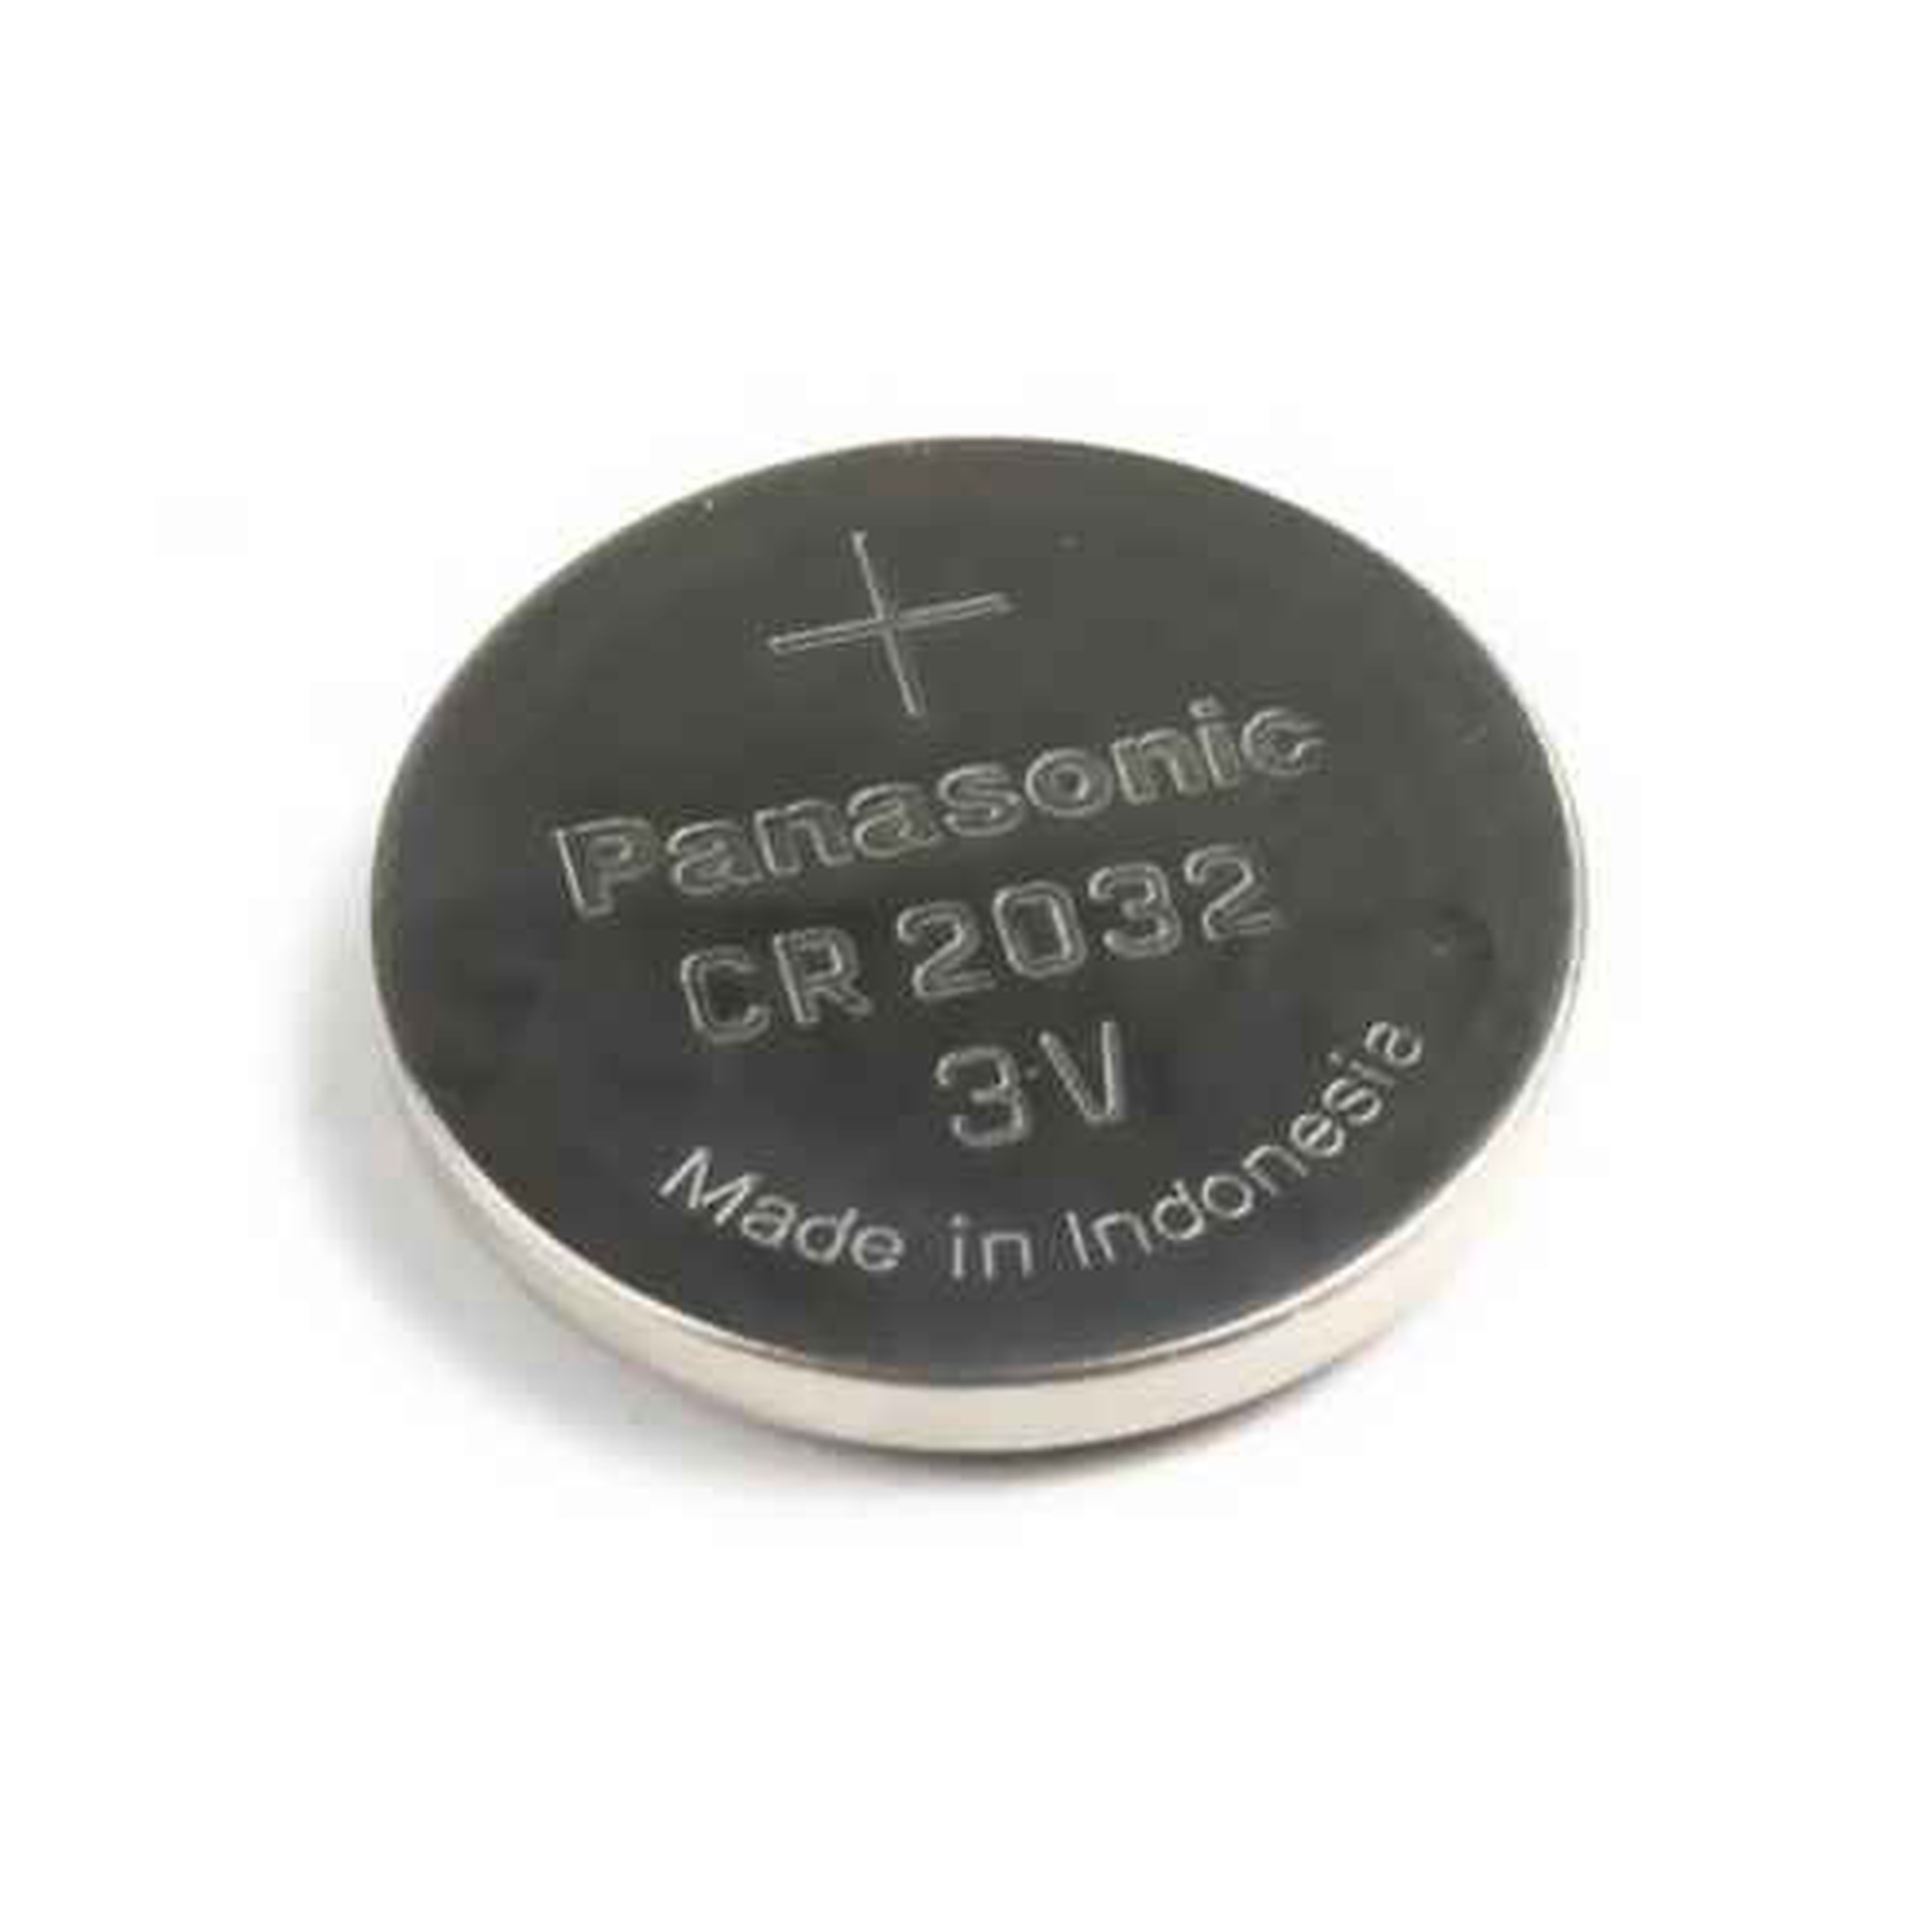 +
Panasonic
CR 2032
3V
Made in Indonesia